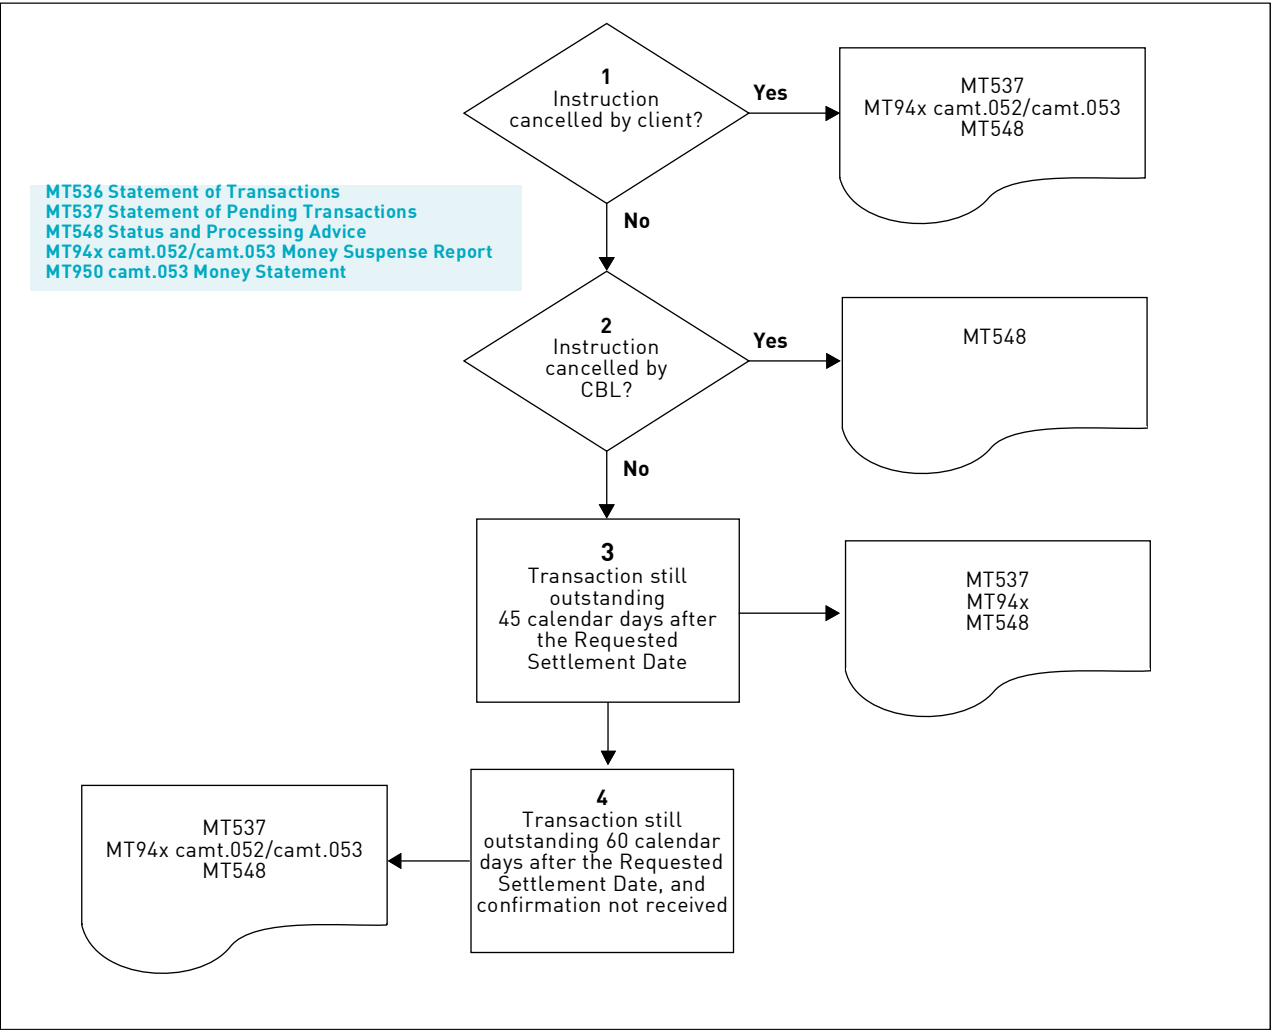 1
Instruction
cancelled by client?
Yes
MT537
MT94x camt.052/camt.053
MT548
MT536 Statement of Transactions
MT537 Statement of Pending Transactions
MT548 Status and Processing Advice
MT94x camt.052/camt.053 Money Suspense Report
MT950 camt.053 Money Statement
No
2
Instruction
cancelled by
CBL?
Yes
MT548
No
3
Transaction still
outstanding
45 calendar days after
the Requested
Settlement Date
MT537
MT94x
MT548
4
Transaction still
outstanding 60 calendar
days after the Requested
Settlement Date, and
confirmation not received
MT537
MT94x camt.052/camt.053
MT548